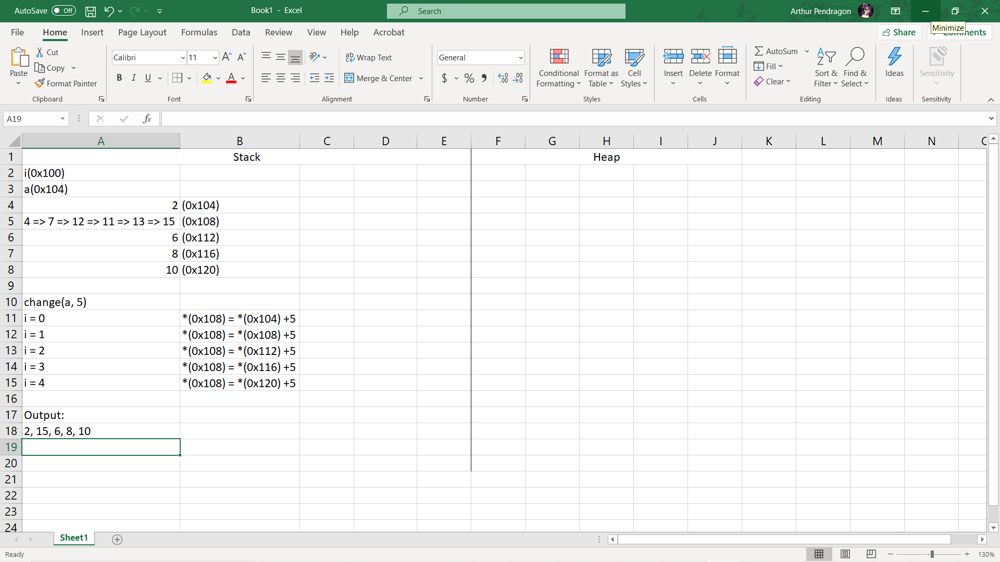 AutoSave Off Book1 - Excel Search Arthur Pendragon
Minimize
File Home Insert Page Layout Formulas Data Review View Help Acrobat Share
Paste
Cut
Copy
Format Painter
Clipboard
Calibri 11
B I U A
Font
Wrap Text
Merge & Center
Alignment
General
$ % 9
Number
Conditional Formatting
Format as Table
Cell Styles
Styles
Insert Delete Format
Cells
AutoSum
Fill
Clear
Sort & Filter
Find & Select
Editing
Ideas
Ideas
Sensitivity
Sensitivity
A19 fx
A B C D E F G H I J K L M N
1 Stack Heap
2 i(0x100)
3 a(0x104)
4 2 (0x104)
5 4 => 7 => 12 => 11 => 13 => 15 (0x108)
6 6 (0x112)
7 8 (0x116)
8 10 (0x120)
9
10 change(a, 5)
11 i = 0 *(0x108) = *(0x104) +5
12 i = 1 *(0x108) = *(0x108) +5
13 i = 2 *(0x108) = *(0x112) +5
14 i = 3 *(0x108) = *(0x116) +5
15 i = 4 *(0x108) = *(0x120) +5
16
17 Output:
18 2, 15, 6, 8, 10
19
20
21
22
23
24
Sheet1
Ready 130%